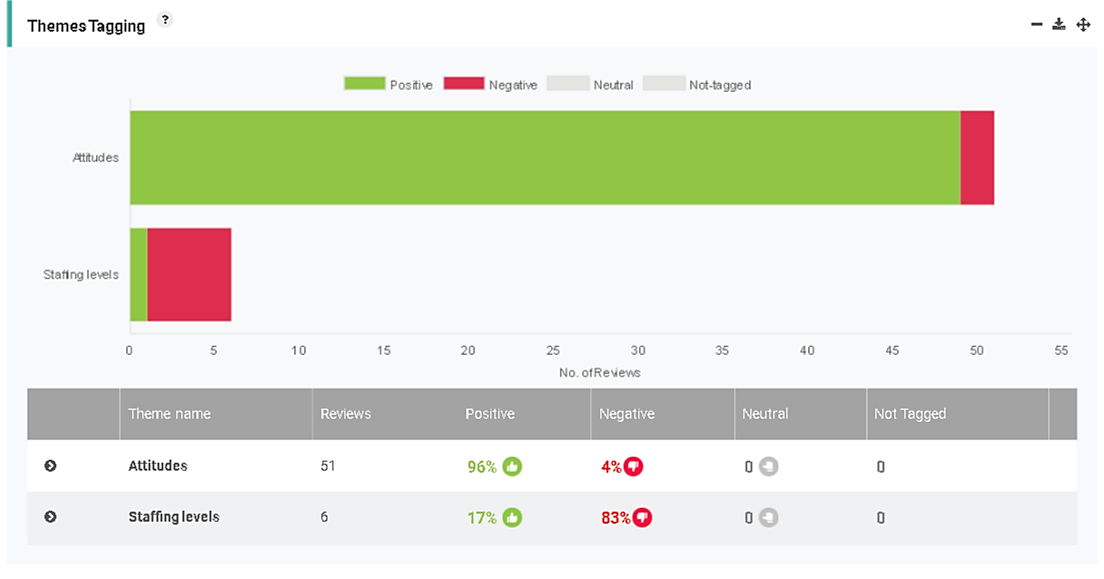 Themes Tagging ?
Positive Negative Neutral Not-tagged
Attitudes
Staffing levels
0 5 10 15 20 25 30 35 40 45 50 55
No. of Reviews
Theme name Reviews Positive Negative Neutral Not Tagged
Attitudes 51 96% 4% 0 0
Staffing levels 6 17% 83% 0 0